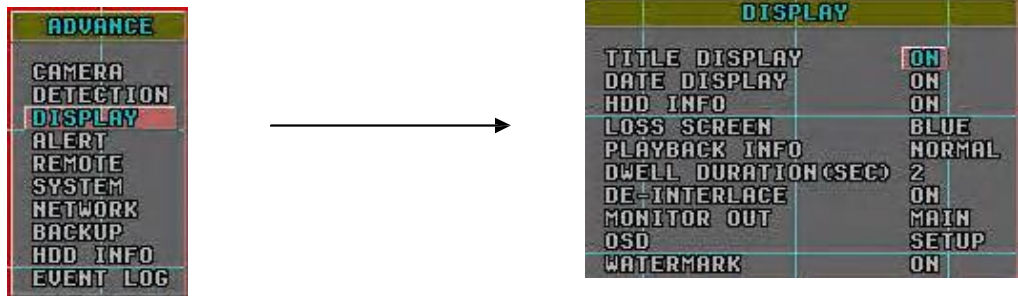 ADVANCE
CAMERA
DETECTION
DISPLAY
ALERT
REMOTE
SYSTEM
NETWORK
BACKUP
HDD INFO
EVENT LOG
DISPLAY
TITLE DISPLAY ON
DATE DISPLAY ON
HDD INFO ON
LOSS SCREEN BLUE
PLAYBACK INFO NORMAL
DWELL DURATION(SEC) 2
DE-INTERLACE ON
MONITOR OUT MAIN
OSD SETUP
WATERMARK ON